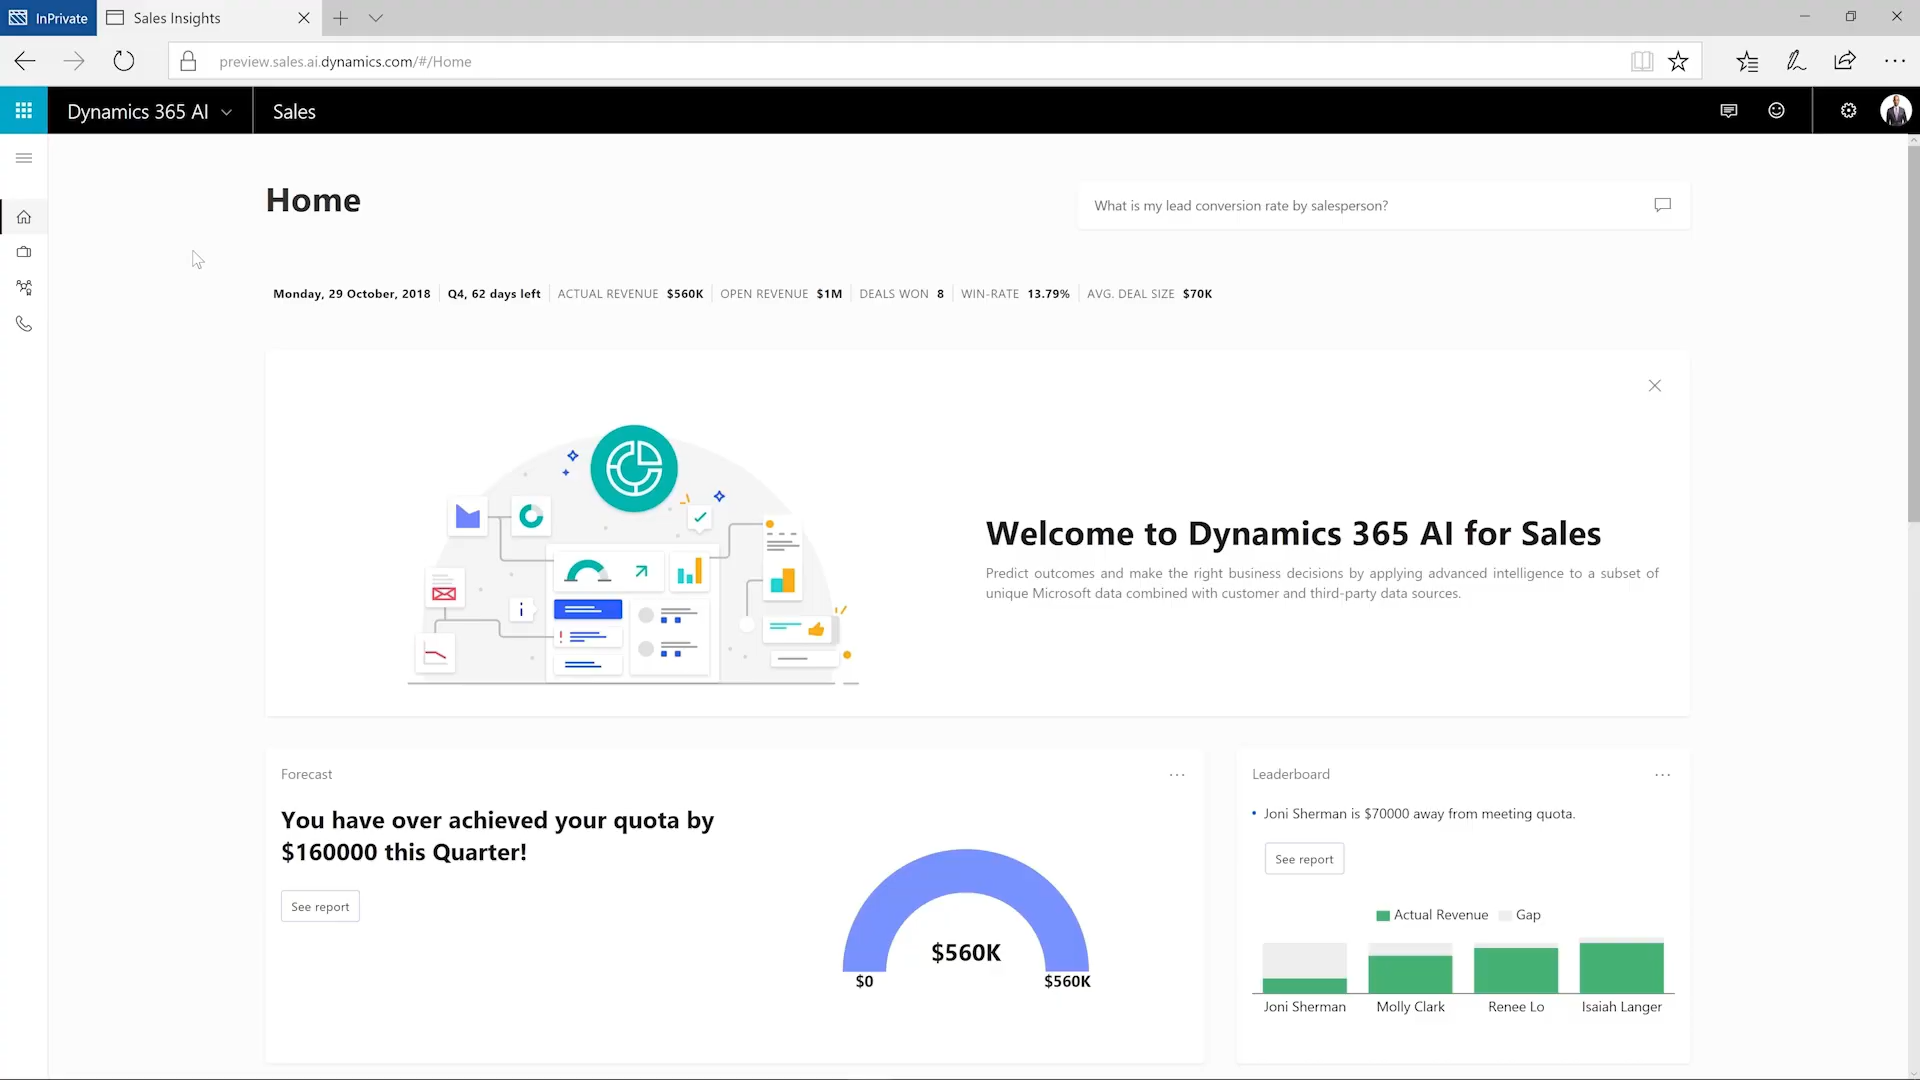 InPrivate
Sales Insights
preview.sales.ai.dynamics.com/#/Home
Dynamics 365 AI
Sales
Home
What is my lead conversion rate by salesperson?
Monday, 29 October, 2018 Q4, 62 days left ACTUAL REVENUE $560K OPEN REVENUE $1M DEALS WON 8 WIN-RATE 13.79% AVG. DEAL SIZE $70K
Welcome to Dynamics 365 AI for Sales
Predict outcomes and make the right business decisions by applying advanced intelligence to a subset of
unique Microsoft data combined with customer and third-party data sources.
Forecast
You have over achieved your quota by
$160000 this Quarter!
See report
$560K
$0 $560K
Leaderboard
• Joni Sherman is $70000 away from meeting quota.
See report
Actual Revenue Gap
Joni Sherman Molly Clark Renee Lo Isaiah Langer